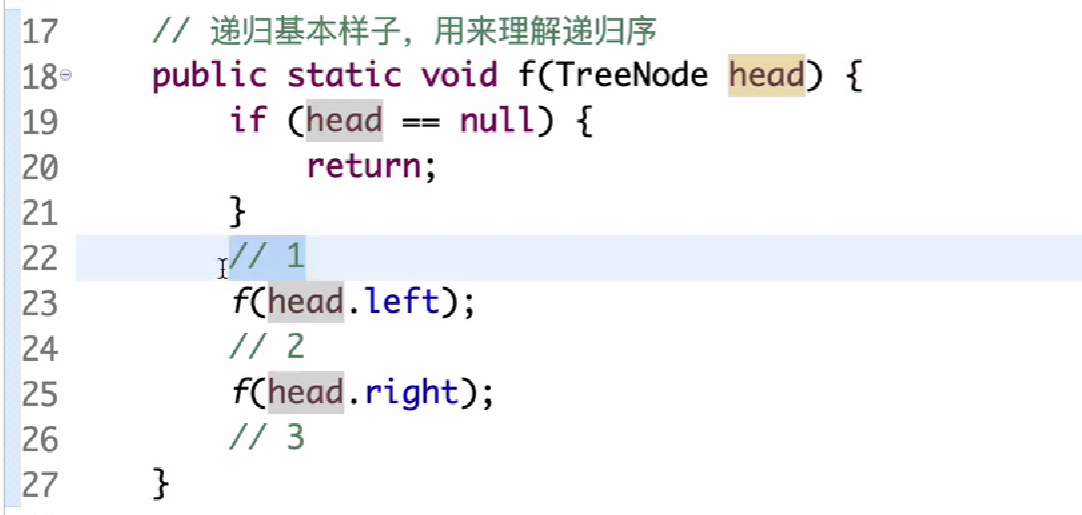 17 // 递归基本样子，用来理解递归序
18 public static void f(TreeNode head) {
19 if (head == null) {
20 return;
21 }
22 // 1
23 f(head.left);
24 // 2
25 f(head.right);
26 // 3
27 }